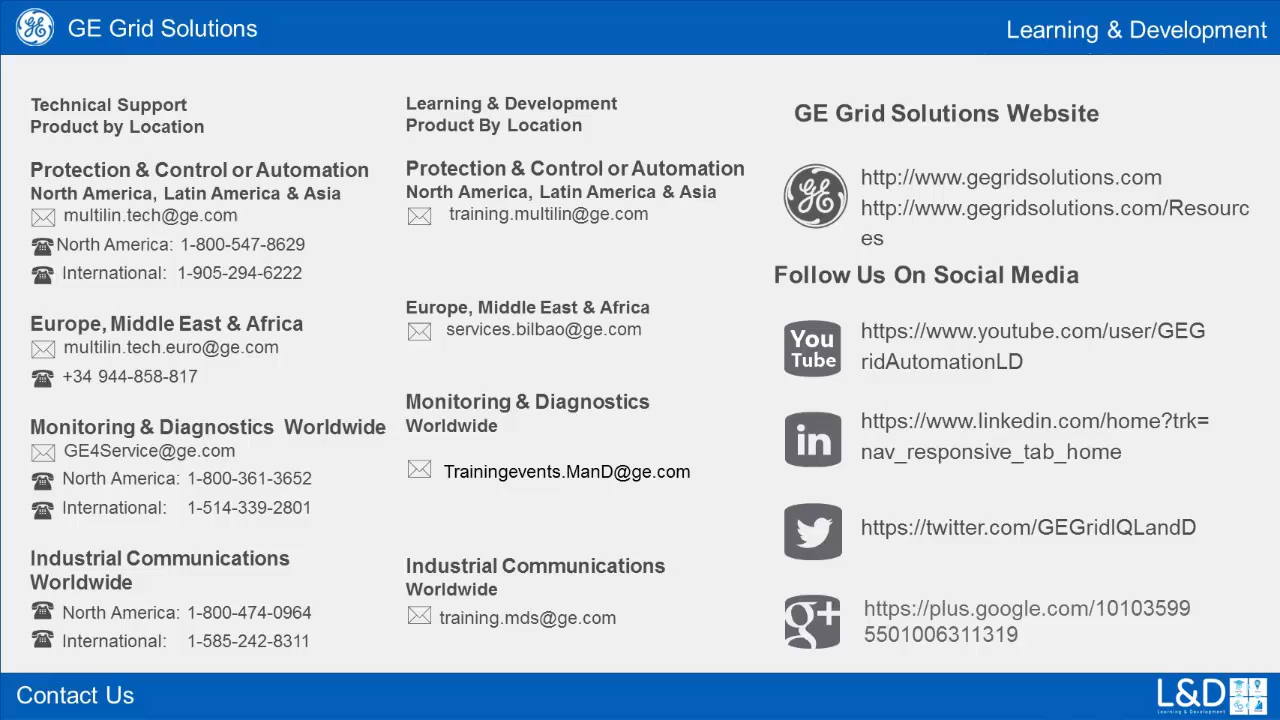 GE Grid Solutions
Learning & Development
Technical Support
Product by Location
Protection & Control or Automation
North America, Latin America & Asia
multilin.tech@ge.com
North America: 1-800-547-8629
International: 1-905-294-6222
Europe, Middle East & Africa
multilin.tech.euro@ge.com
+34 944-858-817
Monitoring & Diagnostics Worldwide
GE4Service@ge.com
North America: 1-800-361-3652
International: 1-514-339-2801
Industrial Communications
Worldwide
North America: 1-800-474-0964
International: 1-585-242-8311
Learning & Development
Product By Location
Protection & Control or Automation
North America, Latin America & Asia
training.multilin@ge.com
Europe, Middle East & Africa
services.bilbao@ge.com
Monitoring & Diagnostics
Worldwide
Trainingevents.ManD@ge.com
Industrial Communications
Worldwide
training.mds@ge.com
GE Grid Solutions Website
http://www.gegridsolutions.com
http://www.gegridsolutions.com/Resourc
es
Follow Us On Social Media
You
Tube
https://www.youtube.com/user/GEG
ridAutomationLD
in
https://www.linkedin.com/home?trk=
nav_responsive_tab_home
https://twitter.com/GEGridIQLandD
g+
https://plus.google.com/10103599
5501006311319
Contact Us
L&D
Learning & Development